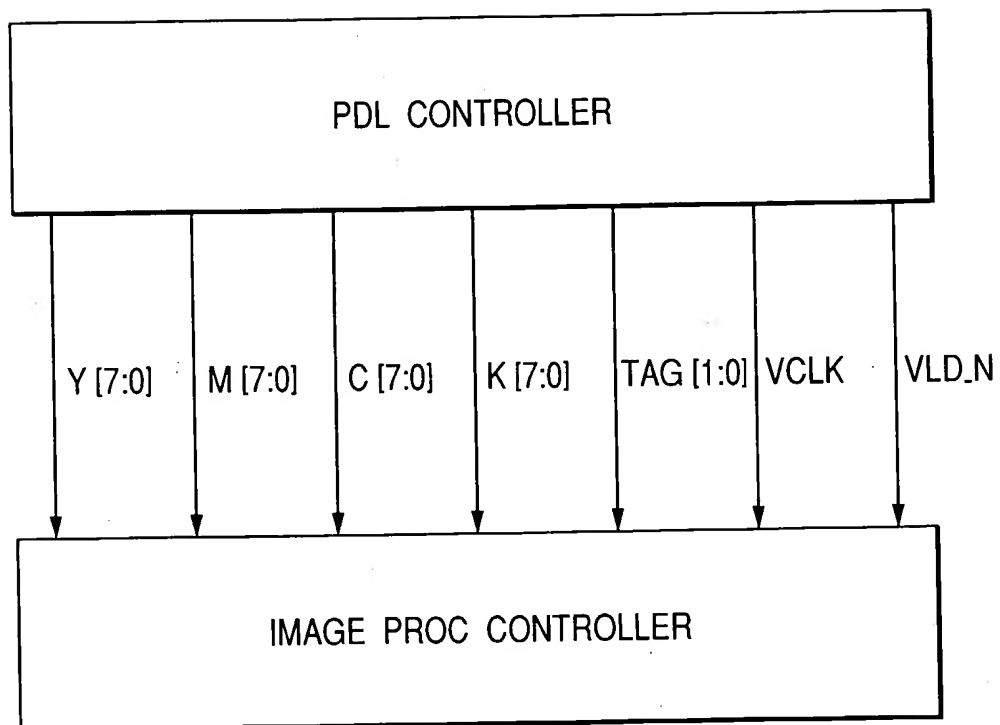 PDL CONTROLLER
Y [7:0] M [7:0] C [7:0] K [7:0] TAG [1:0] VCLK VLD_N
IMAGE PROC CONTROLLER